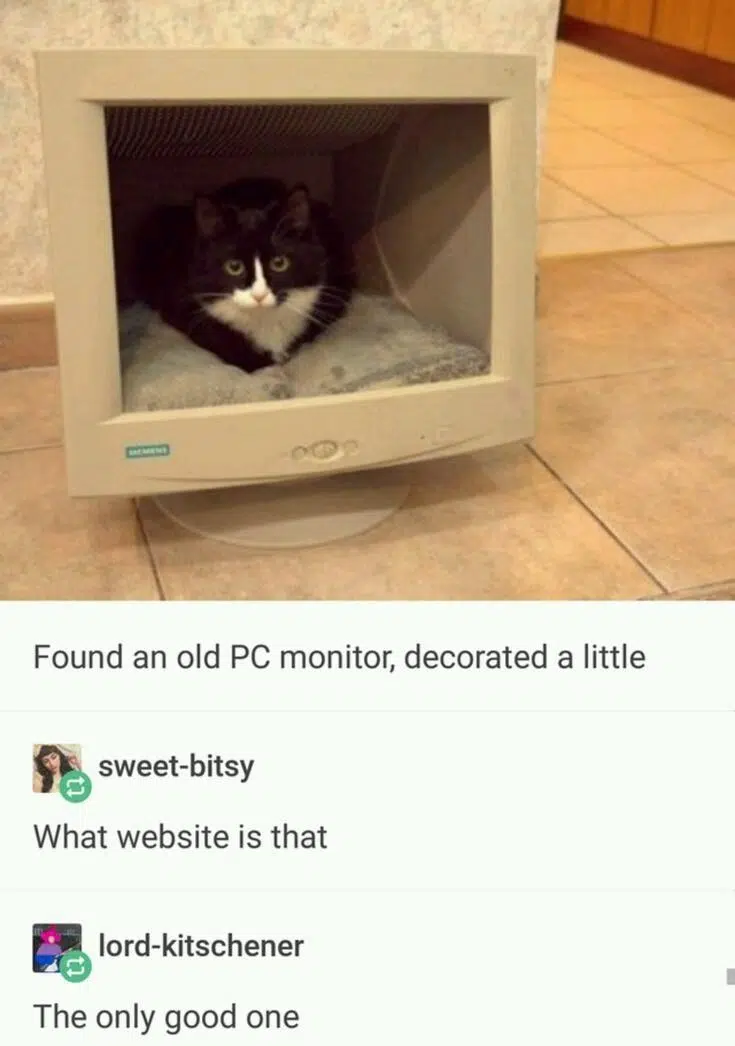 SIEMENS
Found an old PC monitor, decorated a little
sweet-bitsy
What website is that
lord-kitschener
The only good one